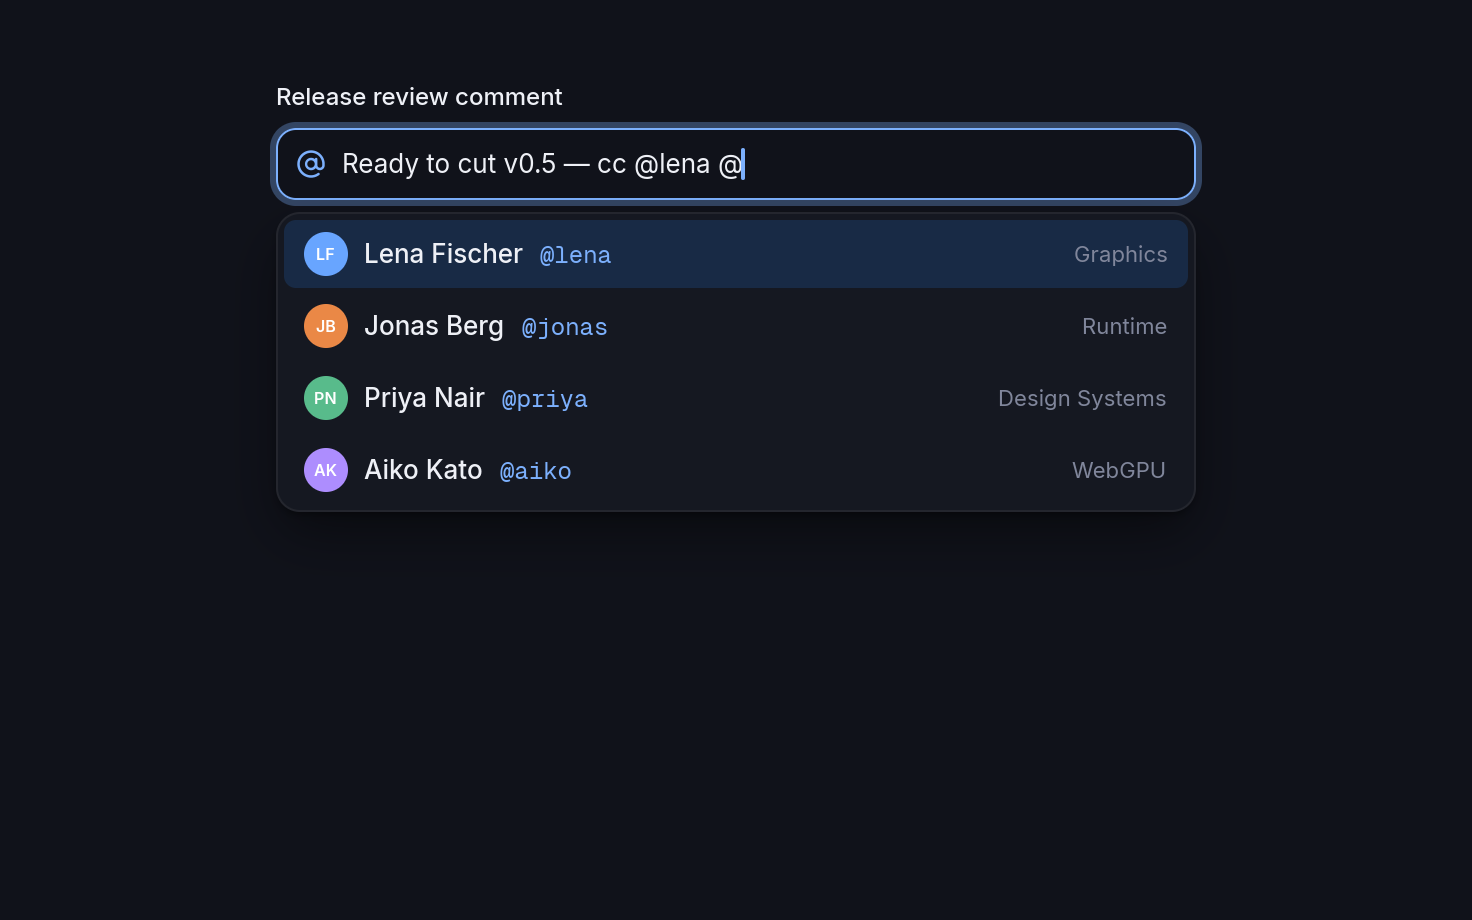 Release review comment
@ Ready to cut v0.5 — cc @lena @
LF Lena Fischer @lena Graphics
JB Jonas Berg @jonas Runtime
PN Priya Nair @priya Design Systems
AK Aiko Kato @aiko WebGPU